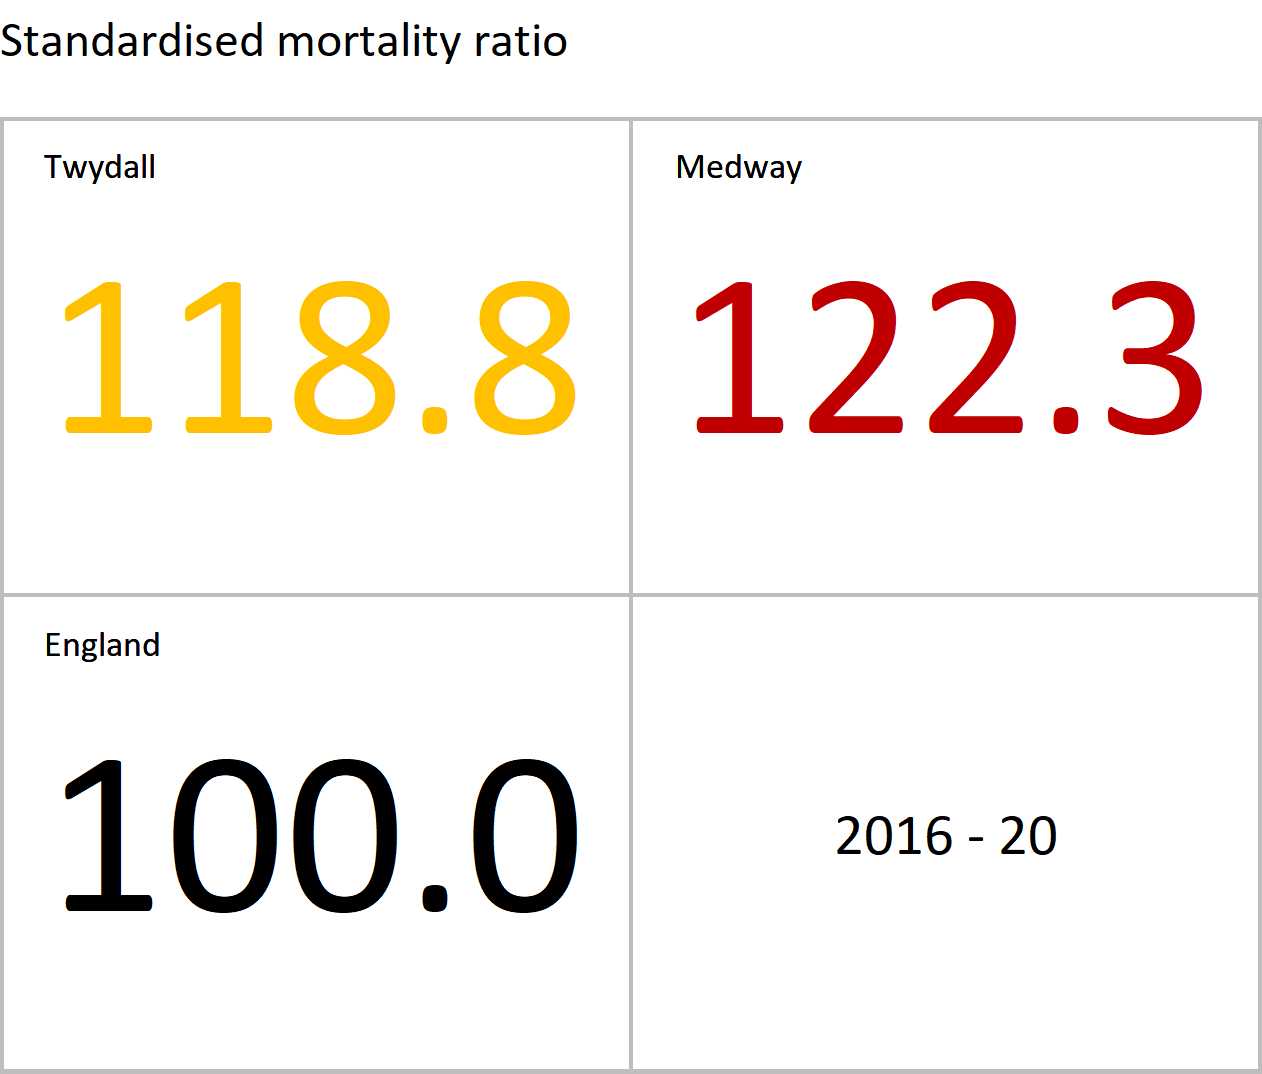 Standardised mortality ratio
Twydall
118.8
Medway
122.3
England
100.0
2016 - 20